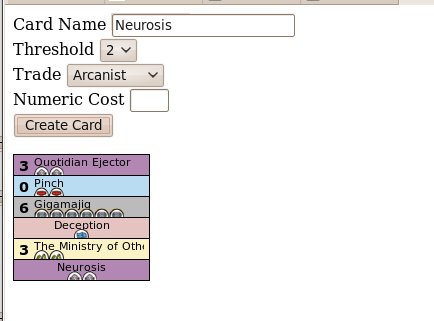 Card Name Neurosis
Threshold 2
Trade Arcanist
Numeric Cost
Create Card
3 Quotidian Ejector
0 Pinch
6 Gigamajig
Deception
3 The Ministry of Othe
Neurosis